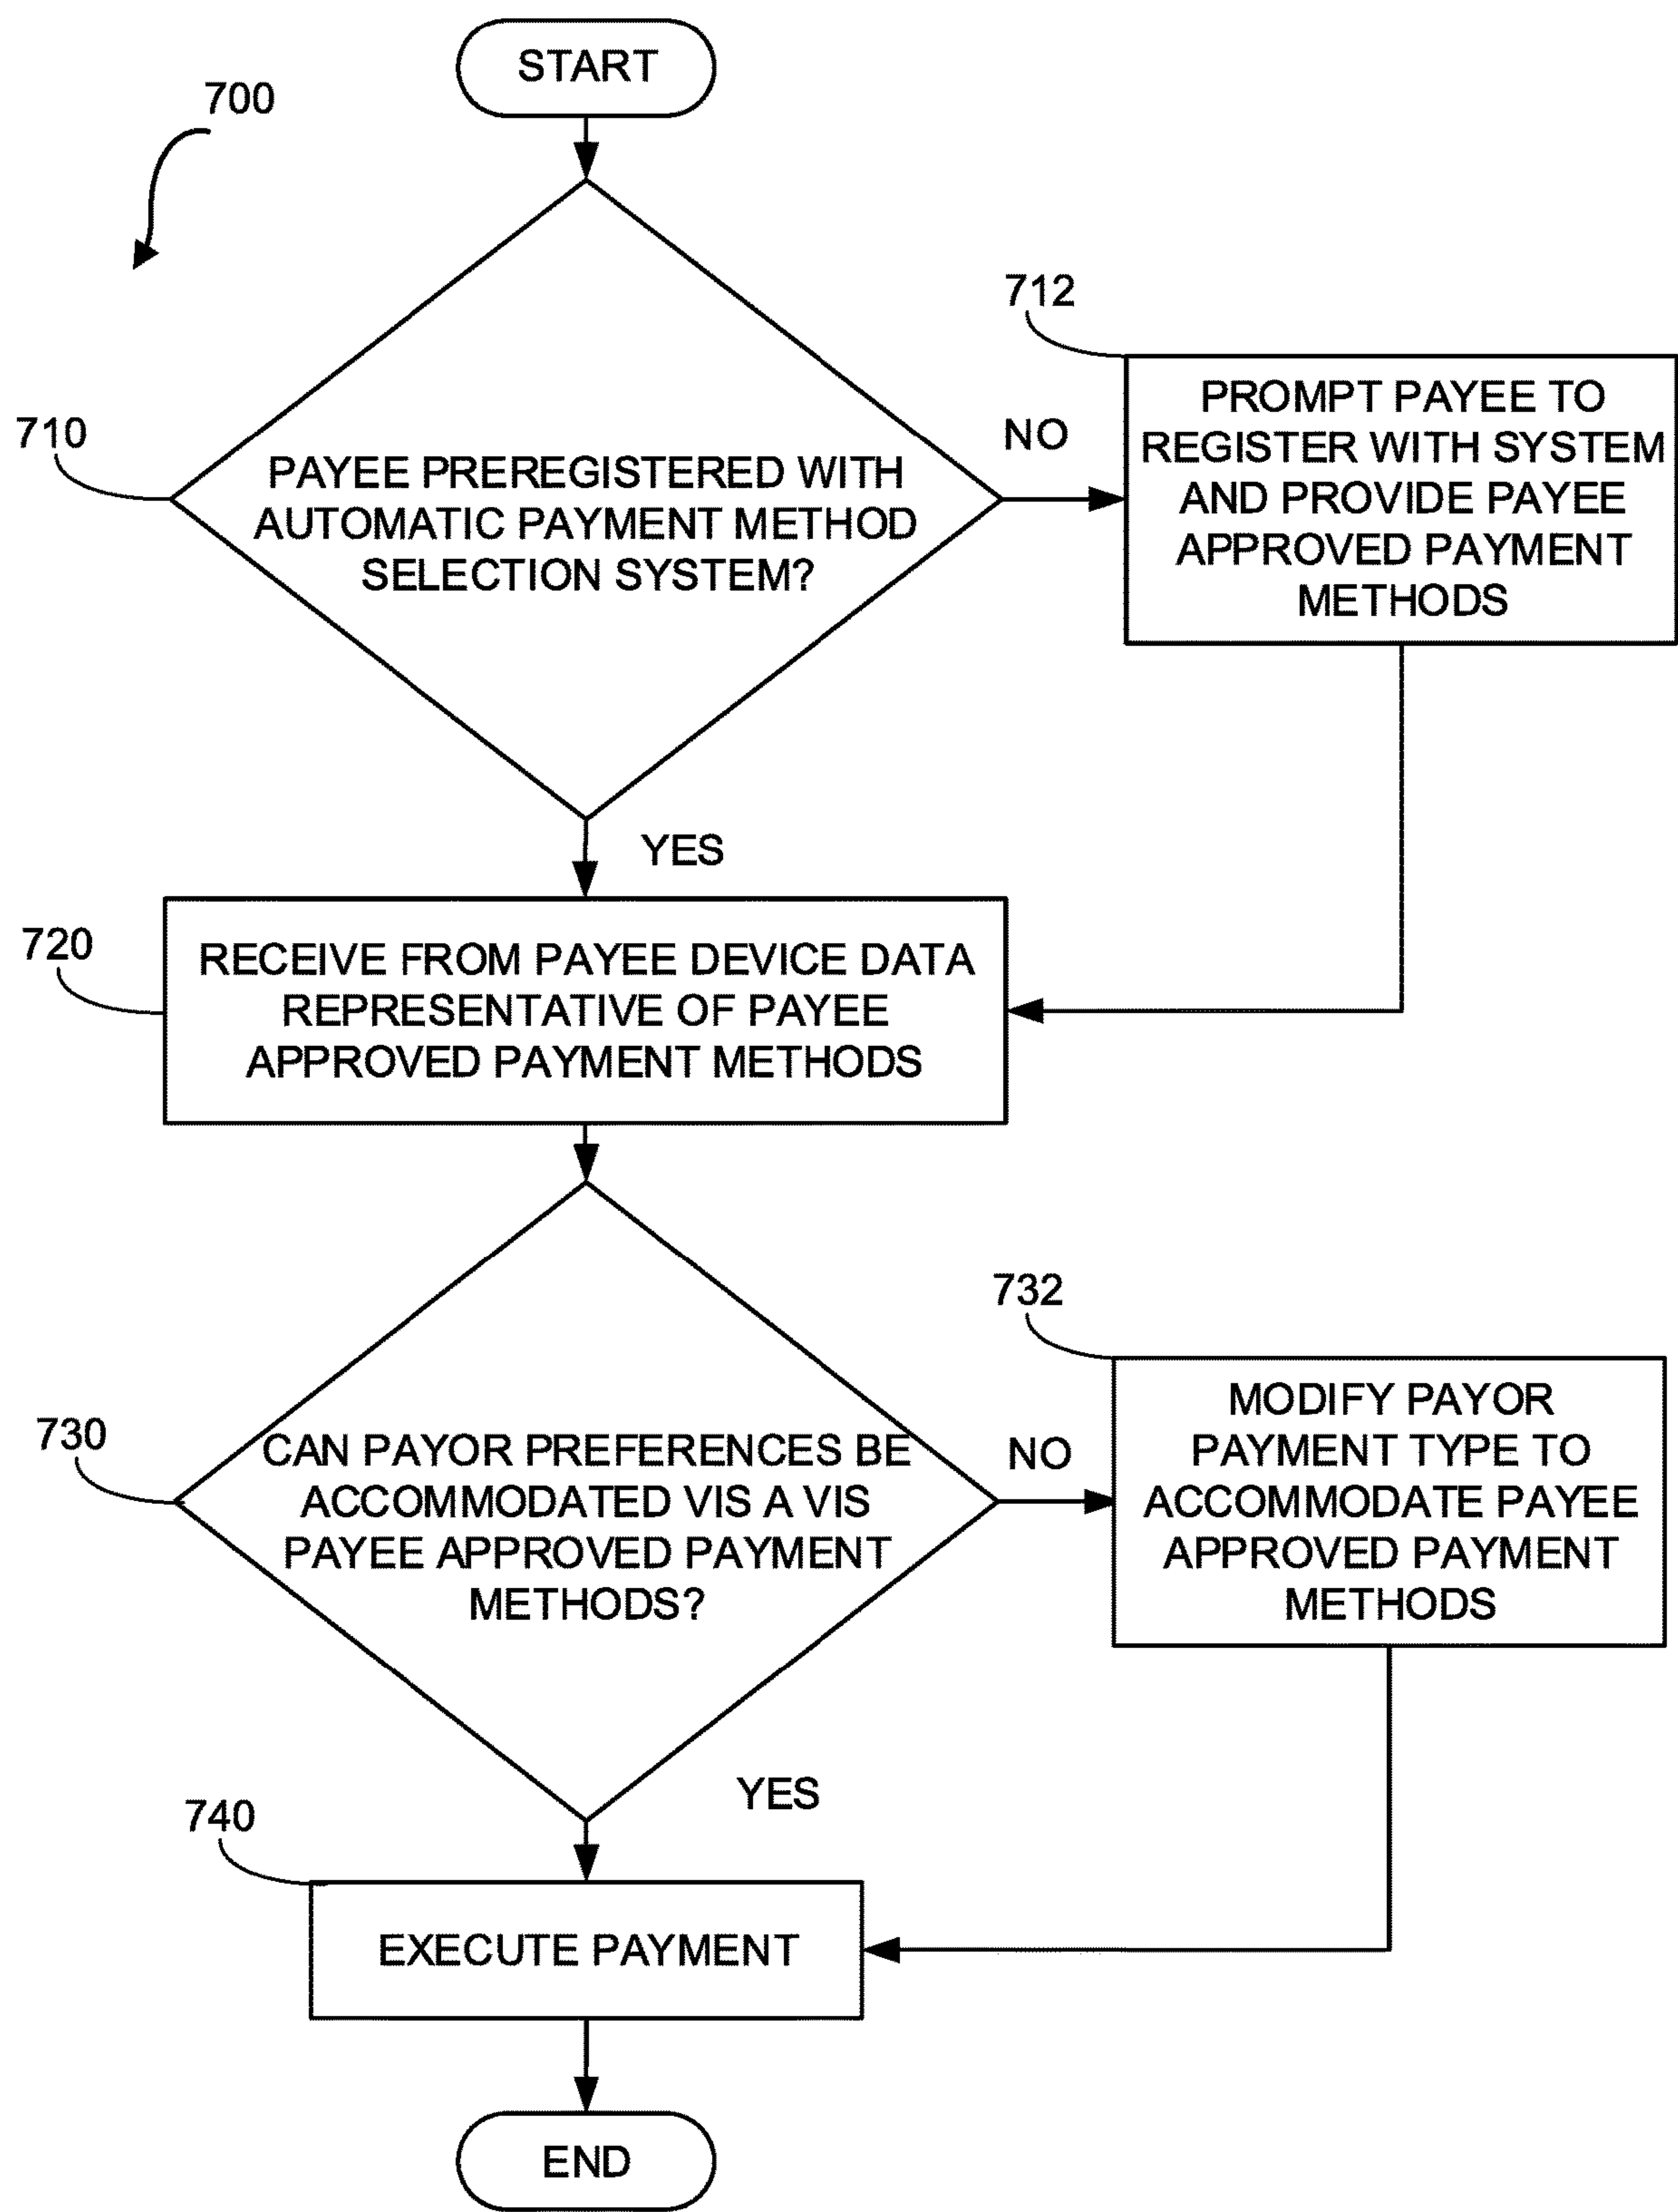 START
700
712
PROMPT PAYEE TO
REGISTER WITH SYSTEM
AND PROVIDE PAYEE
APPROVED PAYMENT
METHODS
710
NO
PAYEE PREREGISTERED WITH
AUTOMATIC PAYMENT METHOD
SELECTION SYSTEM?
YES
720
RECEIVE FROM PAYEE DEVICE DATA
REPRESENTATIVE OF PAYEE
APPROVED PAYMENT METHODS
732
MODIFY PAYOR
PAYMENT TYPE TO
ACCOMMODATE PAYEE
APPROVED PAYMENT
METHODS
730
NO
CAN PAYOR PREFERENCES BE
ACCOMMODATED VIS A VIS
PAYEE APPROVED PAYMENT
METHODS?
YES
740
EXECUTE PAYMENT
END